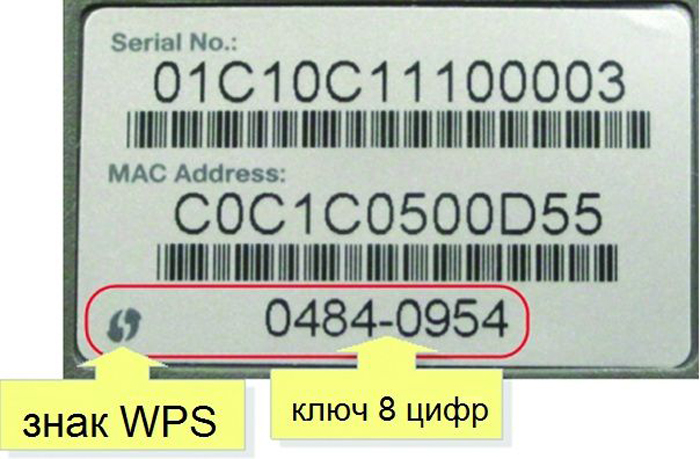 Serial No.:
01C10C11100003
MAC Address:
C0C1C0500D55
0484-0954
знак WPS
ключ 8 цифр